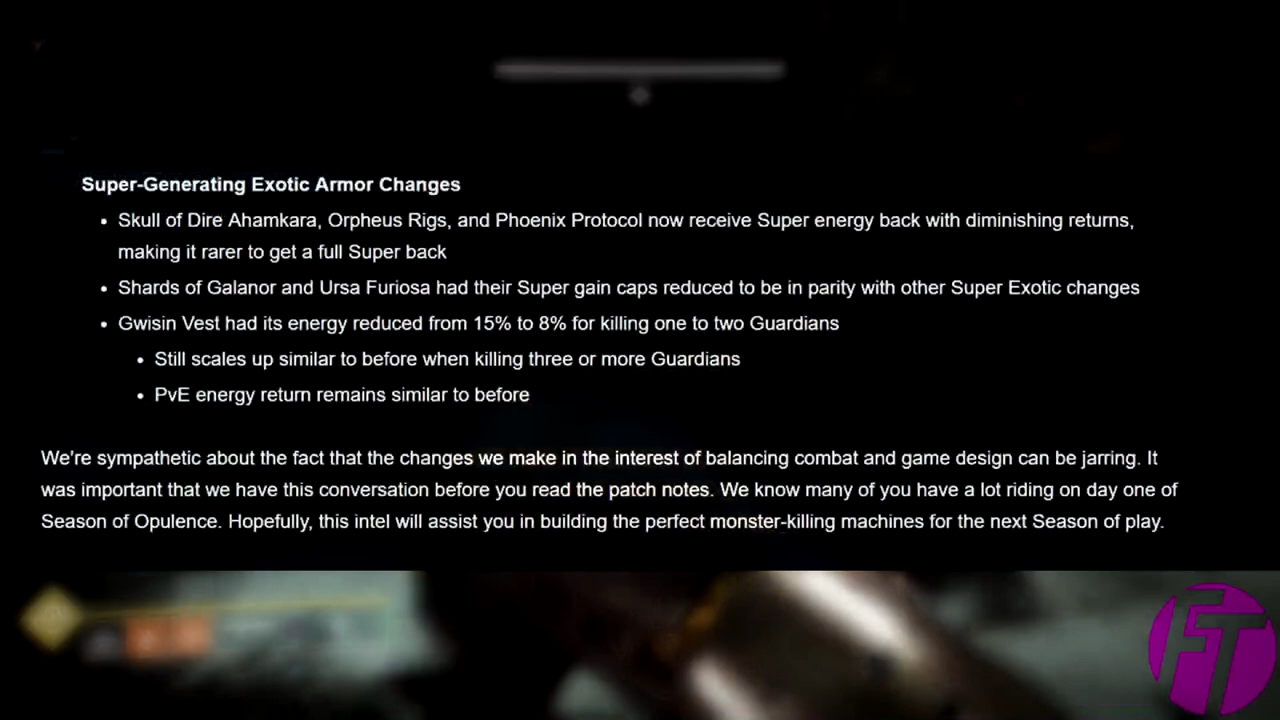 Super-Generating Exotic Armor Changes
• Skull of Dire Ahamkara, Orpheus Rigs, and Phoenix Protocol now receive Super energy back with diminishing returns,
making it rarer to get a full Super back
• Shards of Galanor and Ursa Furiosa had their Super gain caps reduced to be in parity with other Super Exotic changes
• Gwisin Vest had its energy reduced from 15% to 8% for killing one to two Guardians
• Still scales up similar to before when killing three or more Guardians
• PvE energy return remains similar to before
We're sympathetic about the fact that the changes we make in the interest of balancing combat and game design can be jarring. It
was important that we have this conversation before you read the patch notes. We know many of you have a lot riding on day one of
Season of Opulence. Hopefully, this intel will assist you in building the perfect monster-killing machines for the next Season of play.
FT